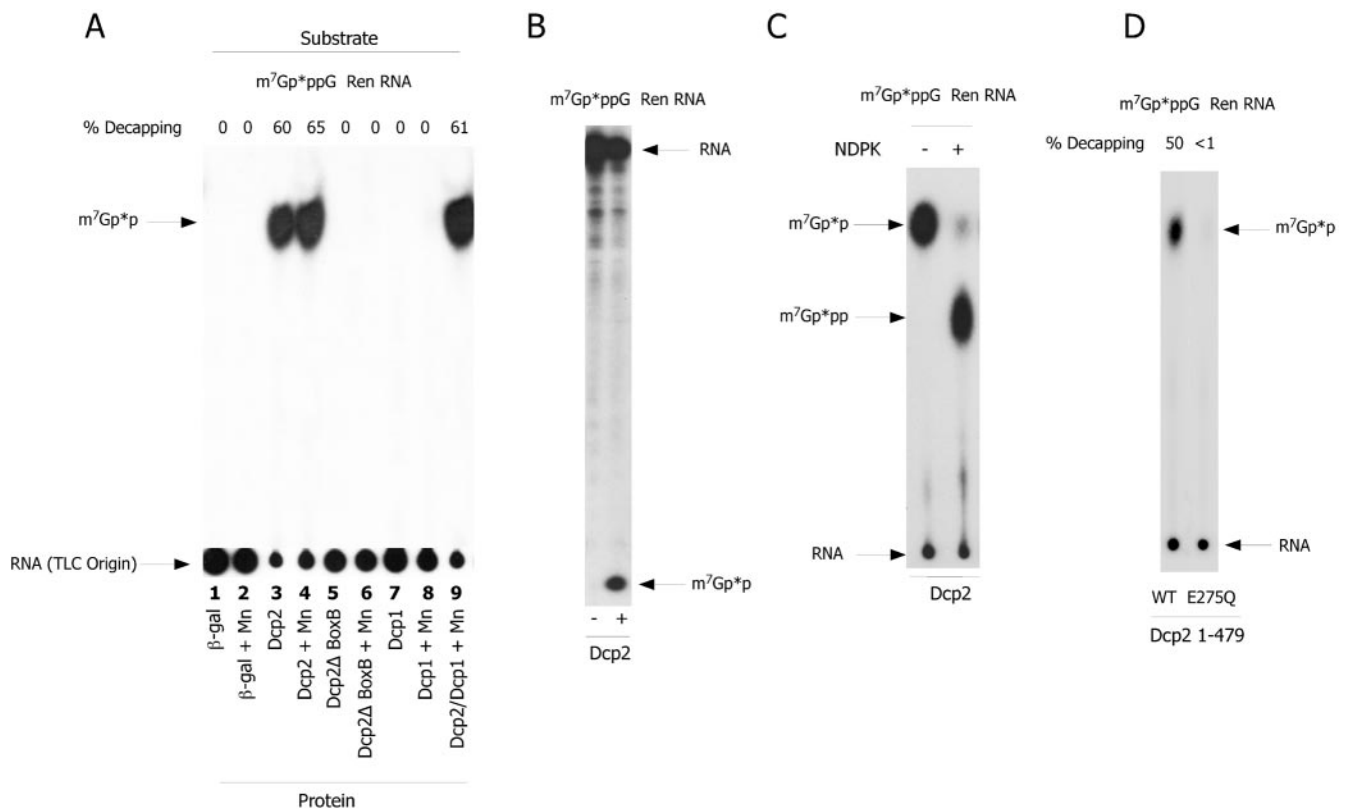 A
Substrate
m⁷Gp*ppG Ren RNA
% Decapping 0 0 60 65 0 0 0 0 61
m⁷Gp*p
RNA (TLC Origin)
1 2 3 4 5 6 7 8 9
β-gal
β-gal + Mn
Dcp2
Dcp2 + Mn
Dcp2Δ BoxB
Dcp2Δ BoxB + Mn
Dcp1
Dcp1 + Mn
Dcp2/Dcp1 + Mn
Protein
B
m⁷Gp*ppG Ren RNA
RNA
m⁷Gp*p
- +
Dcp2
C
m⁷Gp*ppG Ren RNA
NDPK - +
m⁷Gp*p
m⁷Gp*pp
RNA
Dcp2
D
m⁷Gp*ppG Ren RNA
% Decapping 50 <1
m⁷Gp*p
RNA
WT E275Q
Dcp2 1-479